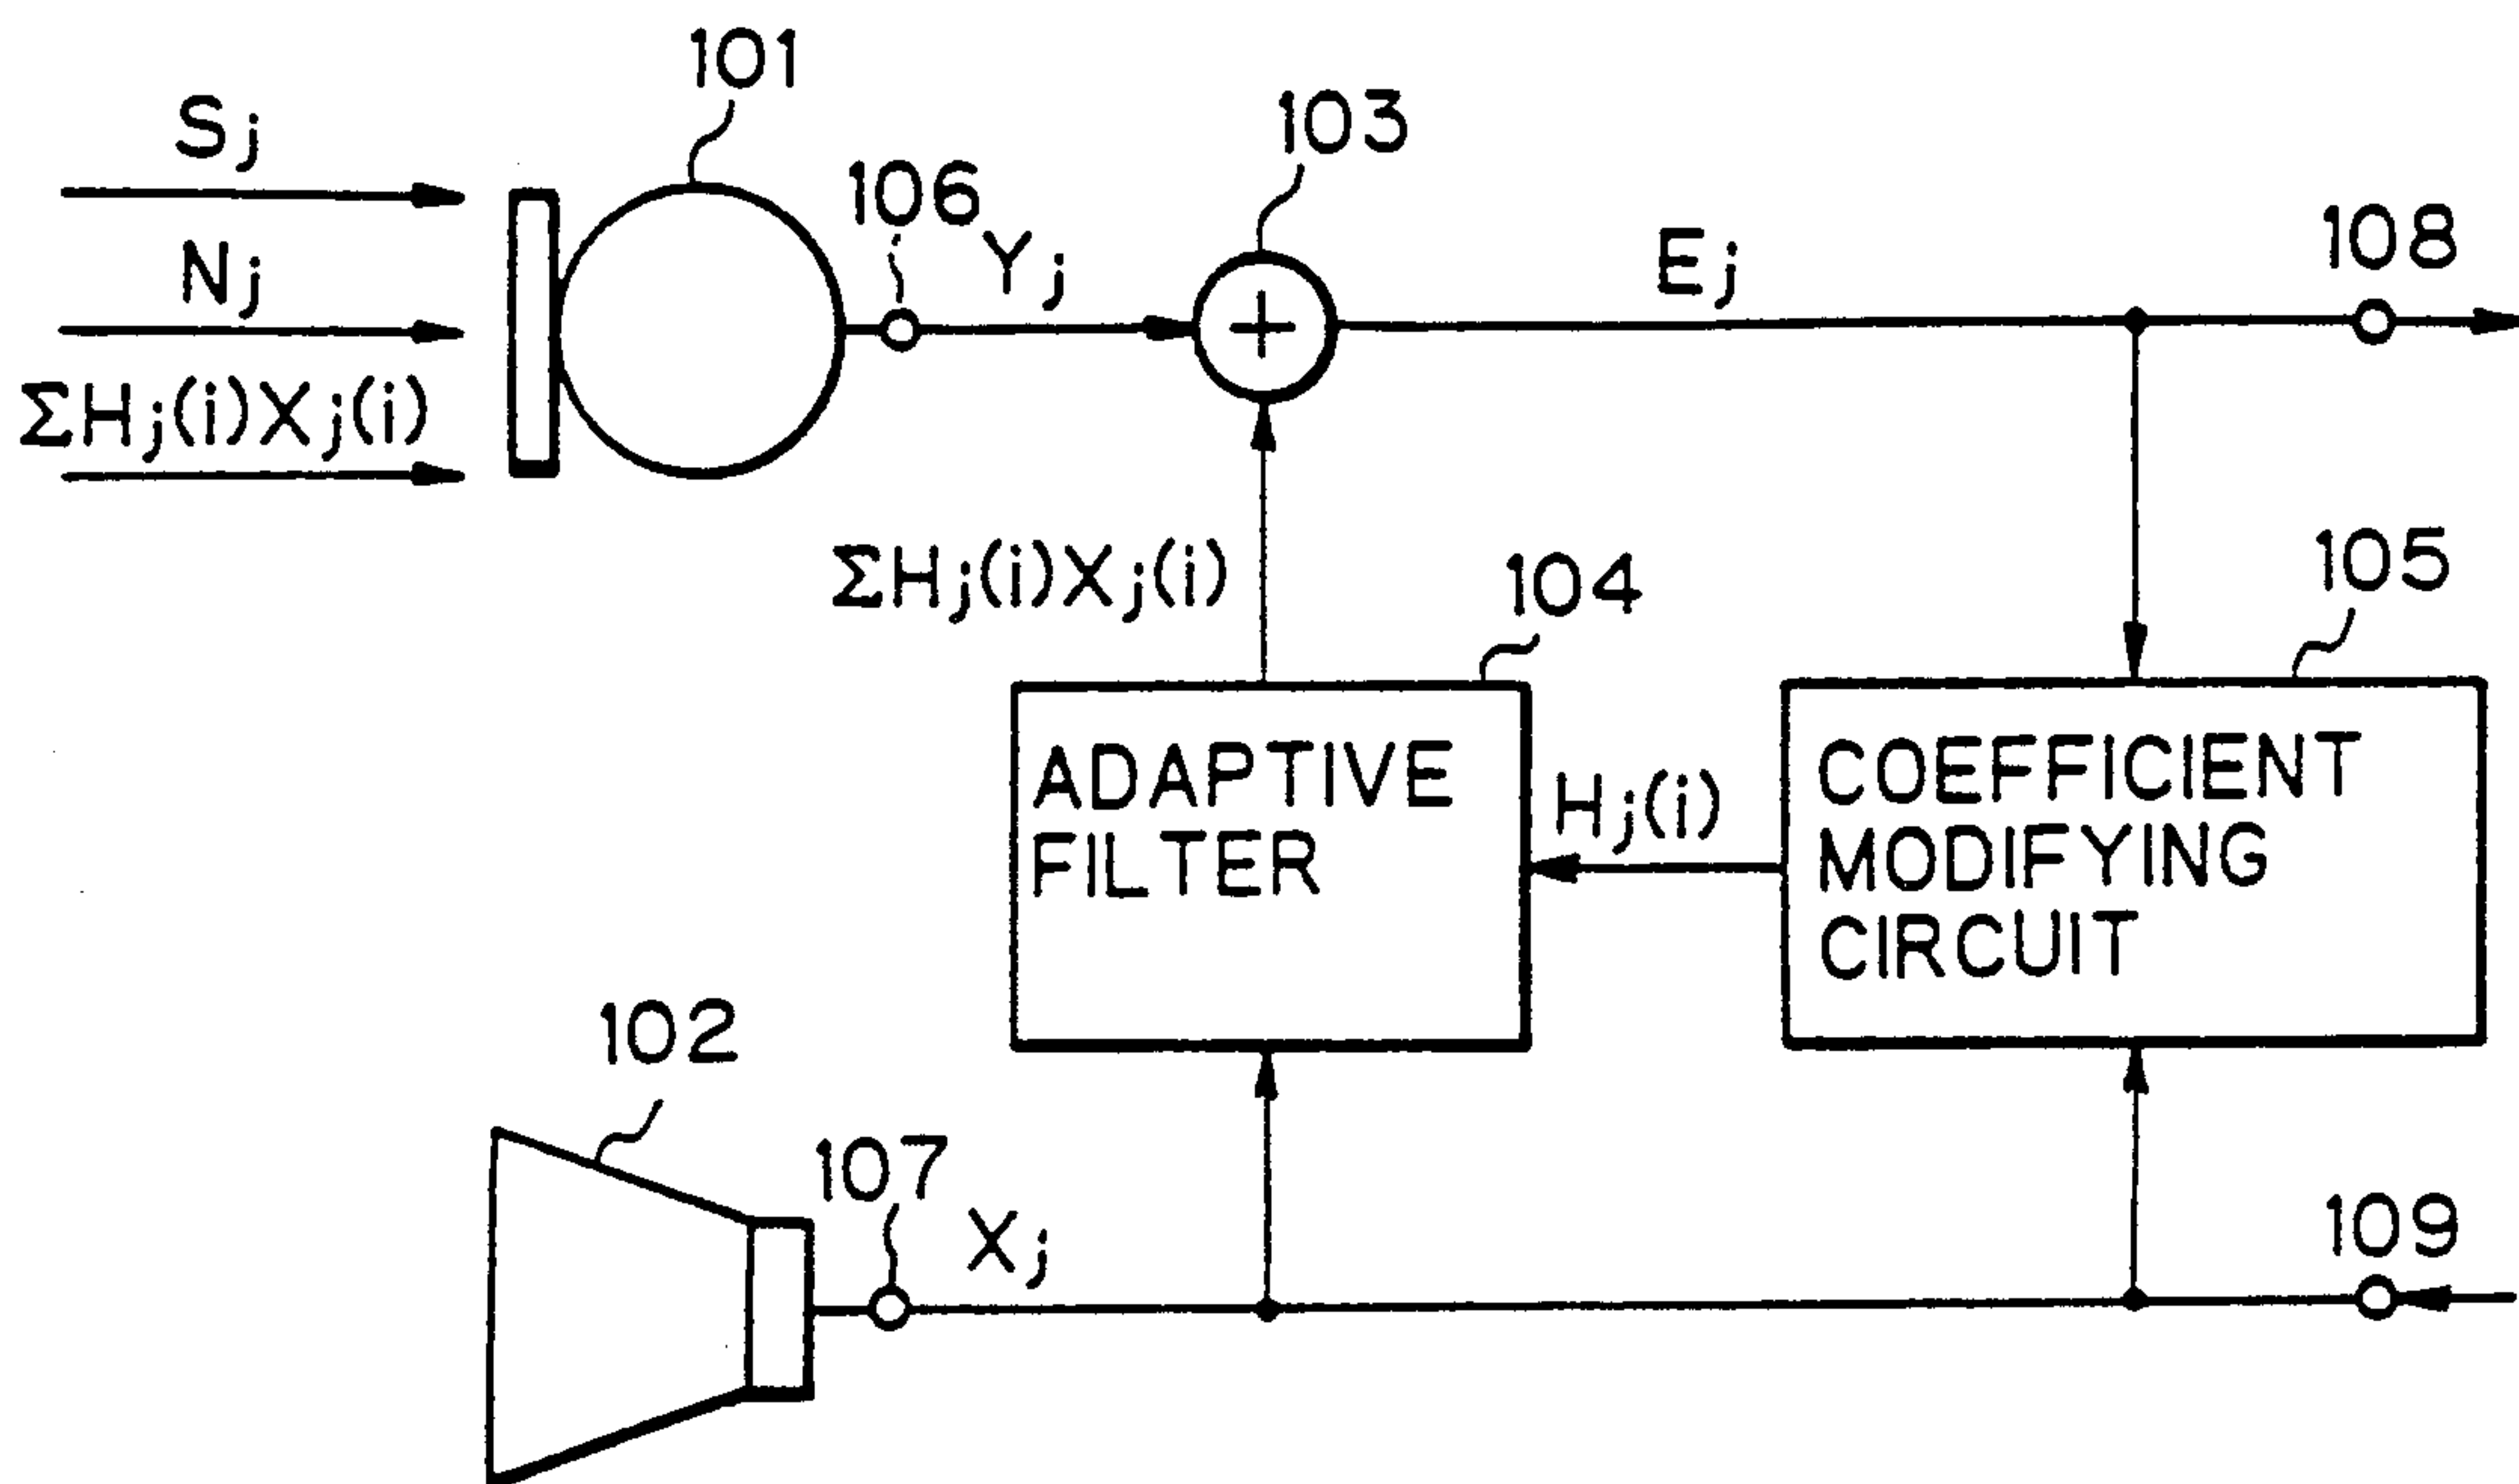 101
Sj
103
106
Yj
Ej
108
Nj
ΣHj(i)Xj(i)
ΣHj(i)Xj(i)
104
105
ADAPTIVE
FILTER
Hj(i)
COEFFICIENT
MODIFYING
CIRCUIT
102
107
Xj
109